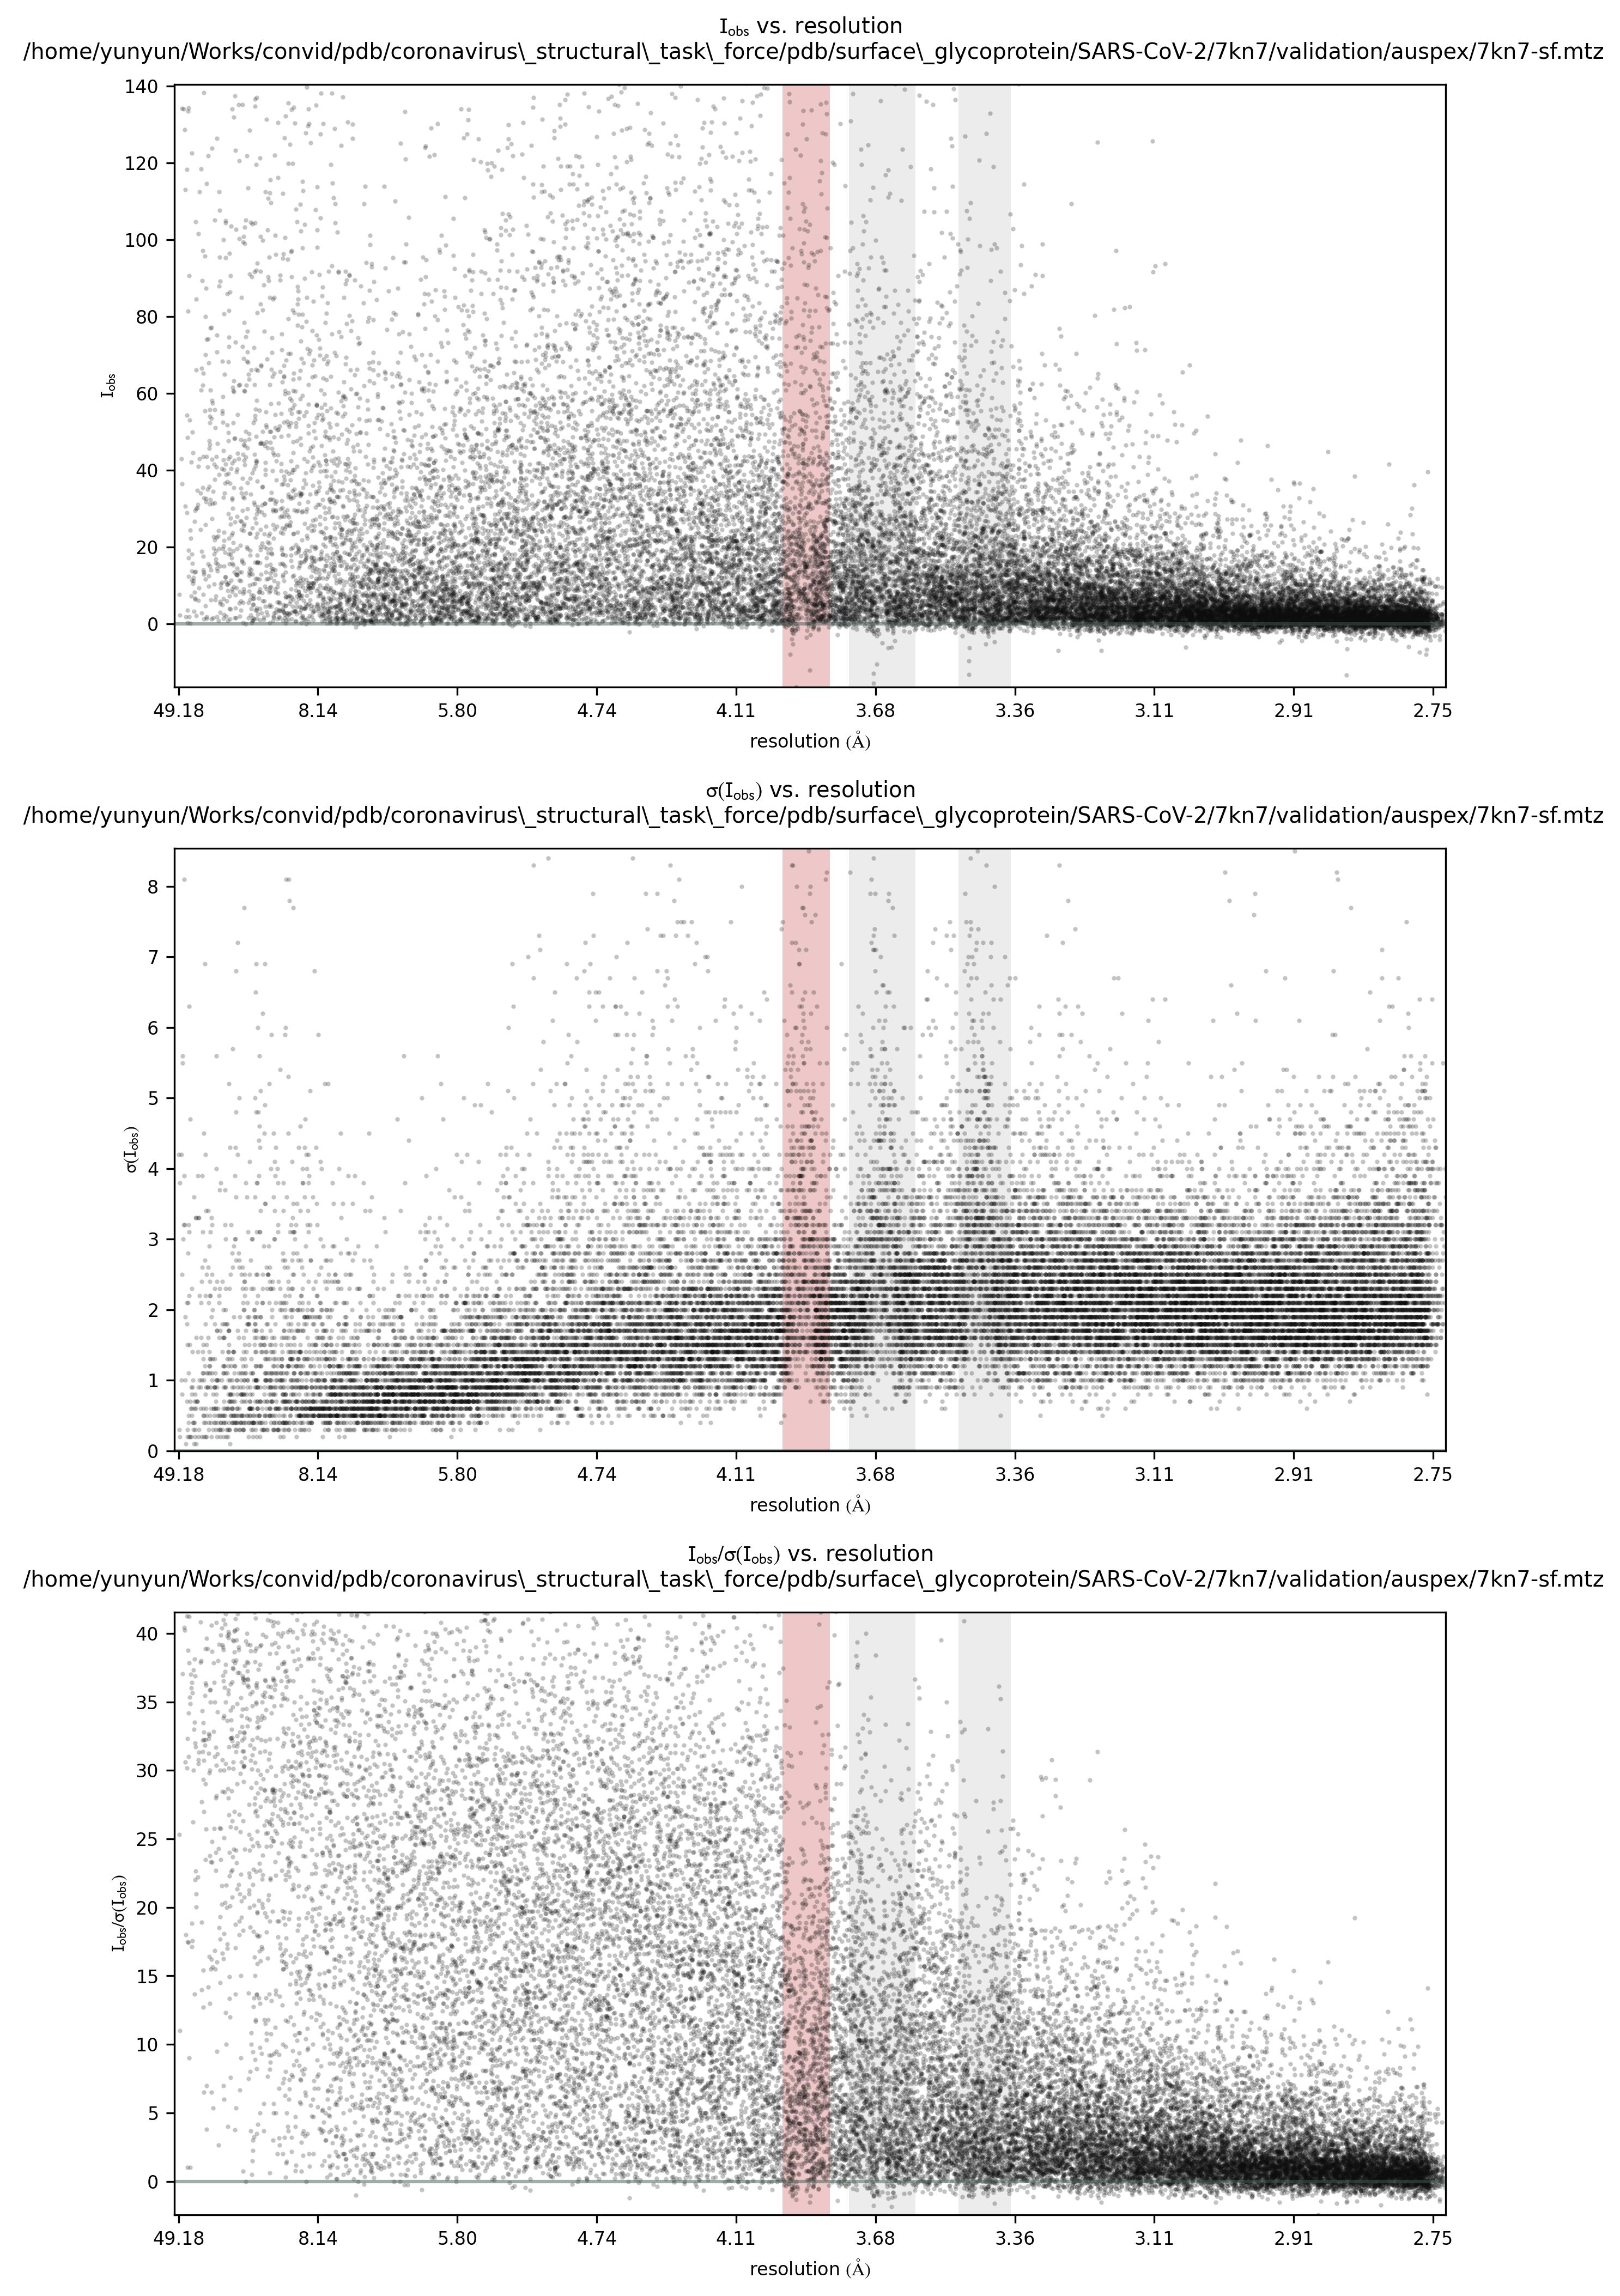 Iobs vs. resolution
/home/yunyun/Works/convid/pdb/coronavirus\_structural\_task\_force/pdb/surface\_glycoprotein/SARS-CoV-2/7kn7/validation/auspex/7kn7-sf.mtz
140
120
100
80
60
40
20
0
Iobs
49.18 8.14 5.80 4.74 4.11 3.68 3.36 3.11 2.91 2.75
resolution (Å)
σ(Iobs) vs. resolution
/home/yunyun/Works/convid/pdb/coronavirus\_structural\_task\_force/pdb/surface\_glycoprotein/SARS-CoV-2/7kn7/validation/auspex/7kn7-sf.mtz
8
7
6
5
4
3
2
1
0
σ(Iobs)
49.18 8.14 5.80 4.74 4.11 3.68 3.36 3.11 2.91 2.75
resolution (Å)
Iobs/σ(Iobs) vs. resolution
/home/yunyun/Works/convid/pdb/coronavirus\_structural\_task\_force/pdb/surface\_glycoprotein/SARS-CoV-2/7kn7/validation/auspex/7kn7-sf.mtz
40
35
30
25
20
15
10
5
0
Iobs/σ(Iobs)
49.18 8.14 5.80 4.74 4.11 3.68 3.36 3.11 2.91 2.75
resolution (Å)